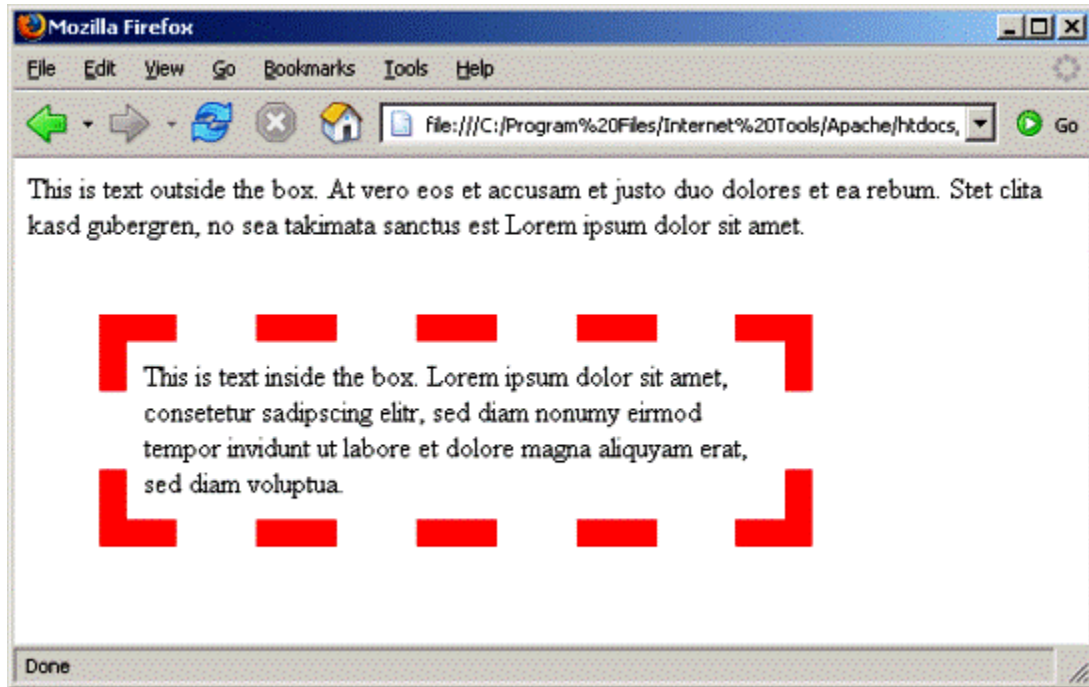 Mozilla Firefox
File Edit View Go Bookmarks Tools Help
file:///C:/Program%20Files/Internet%20Tools/Apache/htdocs, Go
This is text outside the box. At vero eos et accusam et justo duo dolores et ea rebum. Stet clita
kasd gubergren, no sea takimata sanctus est Lorem ipsum dolor sit amet.
This is text inside the box. Lorem ipsum dolor sit amet,
consetetur sadipscing elitr, sed diam nonumy eirmod
tempor invidunt ut labore et dolore magna aliquyam erat,
sed diam voluptua.
Done